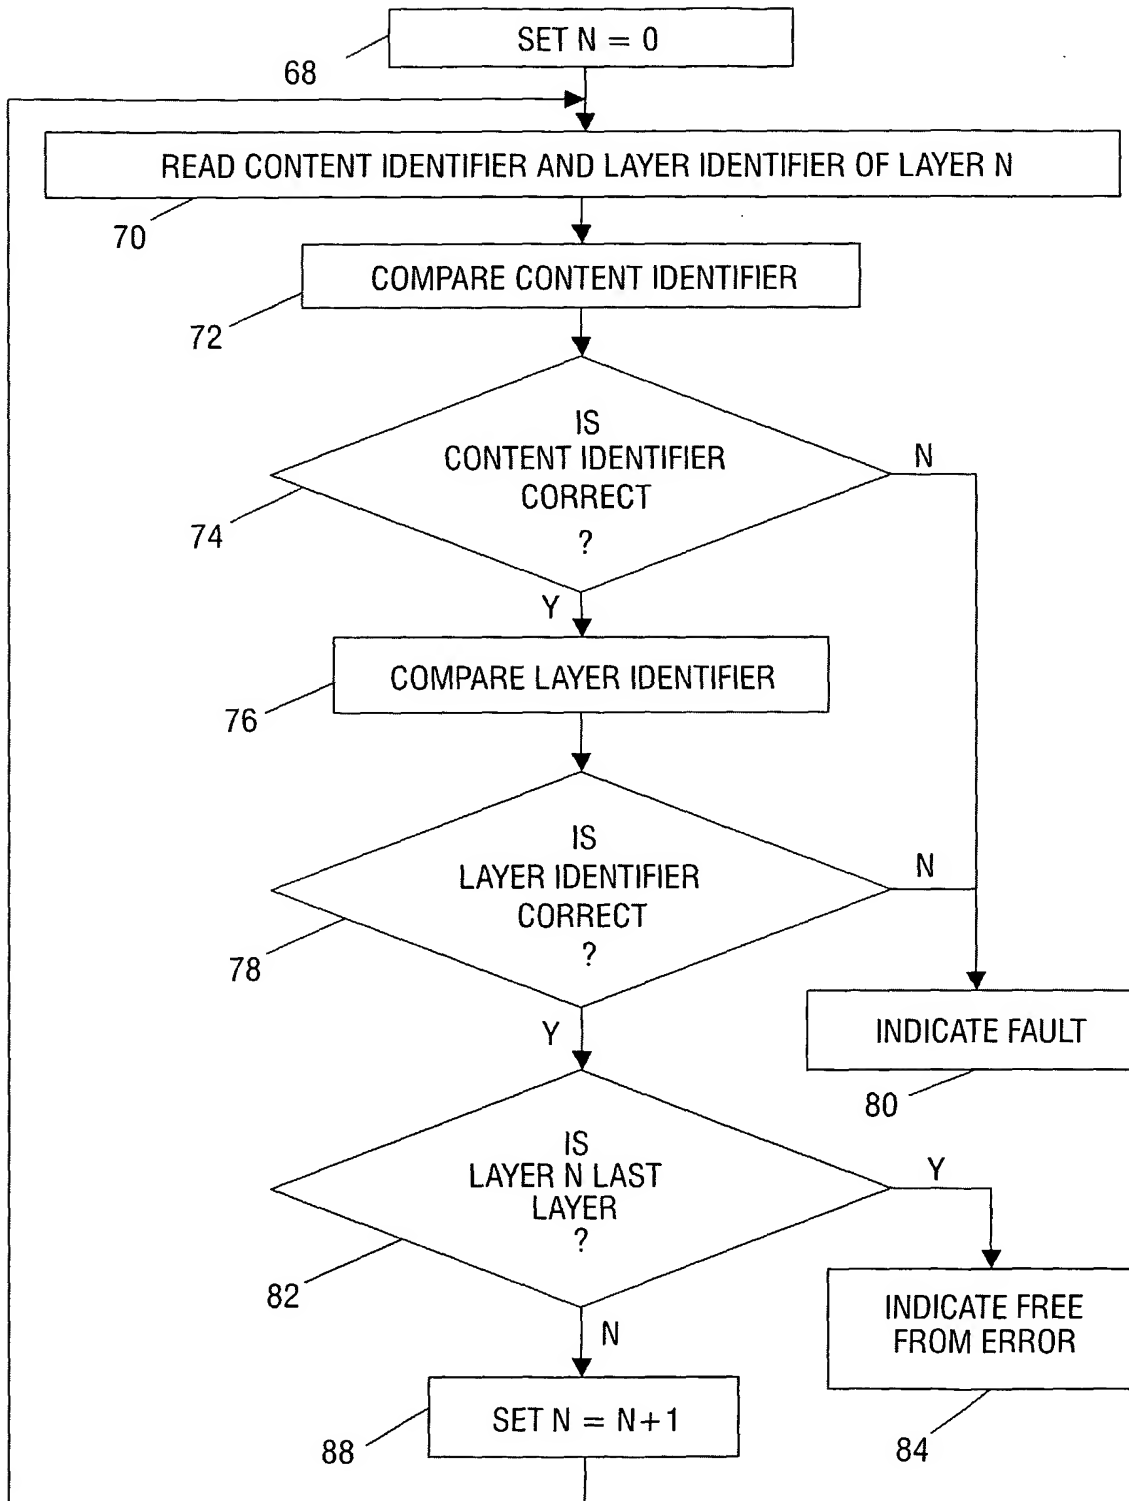 SET N = 0
68
READ CONTENT IDENTIFIER AND LAYER IDENTIFIER OF LAYER N
70
COMPARE CONTENT IDENTIFIER
72
IS
CONTENT IDENTIFIER
CORRECT
?
N
74
Y
COMPARE LAYER IDENTIFIER
76
IS
LAYER IDENTIFIER
CORRECT
?
N
78
Y
INDICATE FAULT
80
IS
LAYER N LAST
LAYER
?
Y
82
N
INDICATE FREE
FROM ERROR
84
SET N = N+1
88